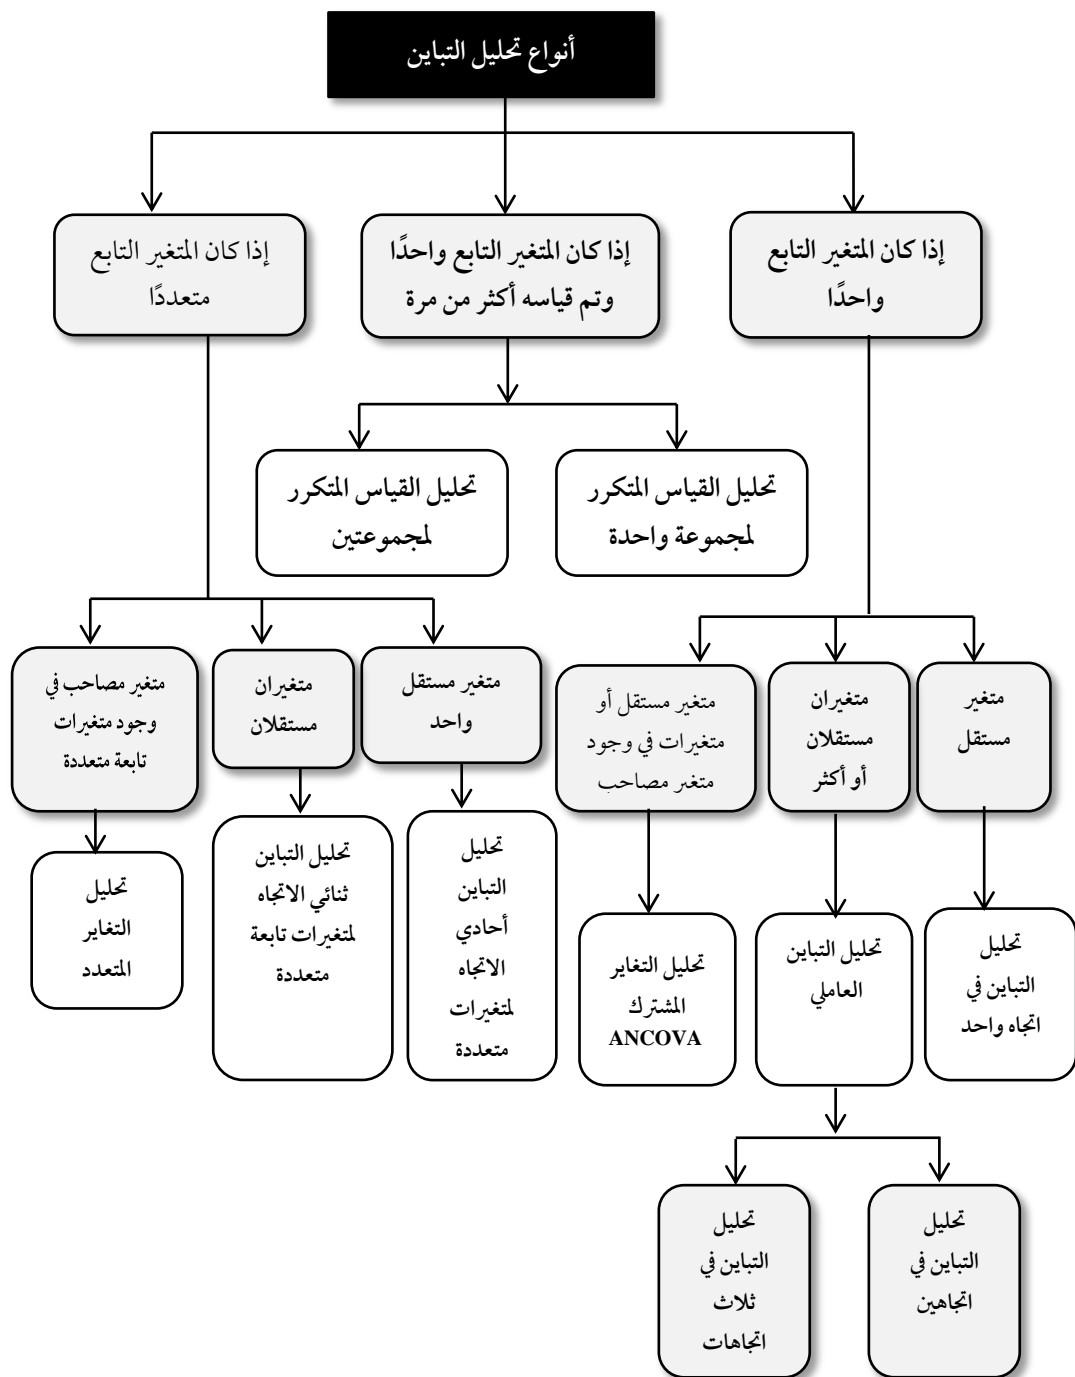 أنواع تحليل التباين
إذا كان المتغير التابع
واحدًا
إذا كان المتغير التابع واحدًا
وتم قياسه أكثر من مرة
إذا كان المتغير التابع
متعددًا
تحليل القياس المتكرر
لمجموعة واحدة
تحليل القياس المتكرر
لمجموعتين
متغير
مستقل
متغيران
مستقلان
أو أكثر
متغير مستقل أو
متغيرات في وجود
متغير مصاحب
متغير مستقل
واحد
متغيران
مستقلان
متغير مصاحب في
وجود متغيرات
تابعة متعددة
تحليل
التباين في
اتجاه واحد
تحليل التباين
العاملي
تحليل التغاير
المشترك
ANCOVA
تحليل
التباين
أحادي
الاتجاه
لمتغيرات
متعددة
تحليل التباين
ثنائي الاتجاه
لمتغيرات تابعة
متعددة
تحليل
التغاير
المتعدد
تحليل
التباين في
اتجاهين
تحليل
التباين في
ثلاث
اتجاهات